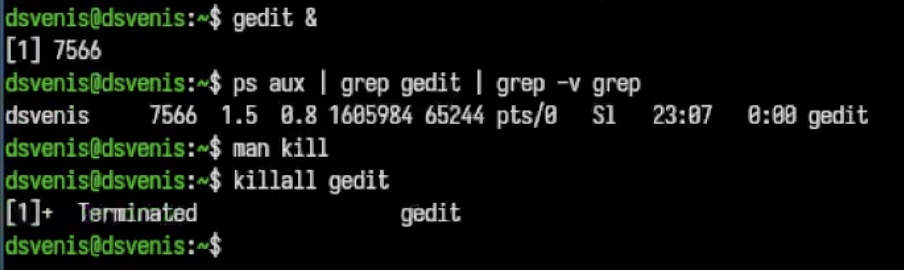 dsvenis@dsvenis:~$ gedit &
[1] 7566
dsvenis@dsvenis:~$ ps aux | grep gedit | grep -v grep
dsvenis 7566 1.5 0.8 1605984 65244 pts/0 Sl 23:07 0:00 gedit
dsvenis@dsvenis:~$ man kill
dsvenis@dsvenis:~$ killall gedit
[1]+ Terminated gedit
dsvenis@dsvenis:~$